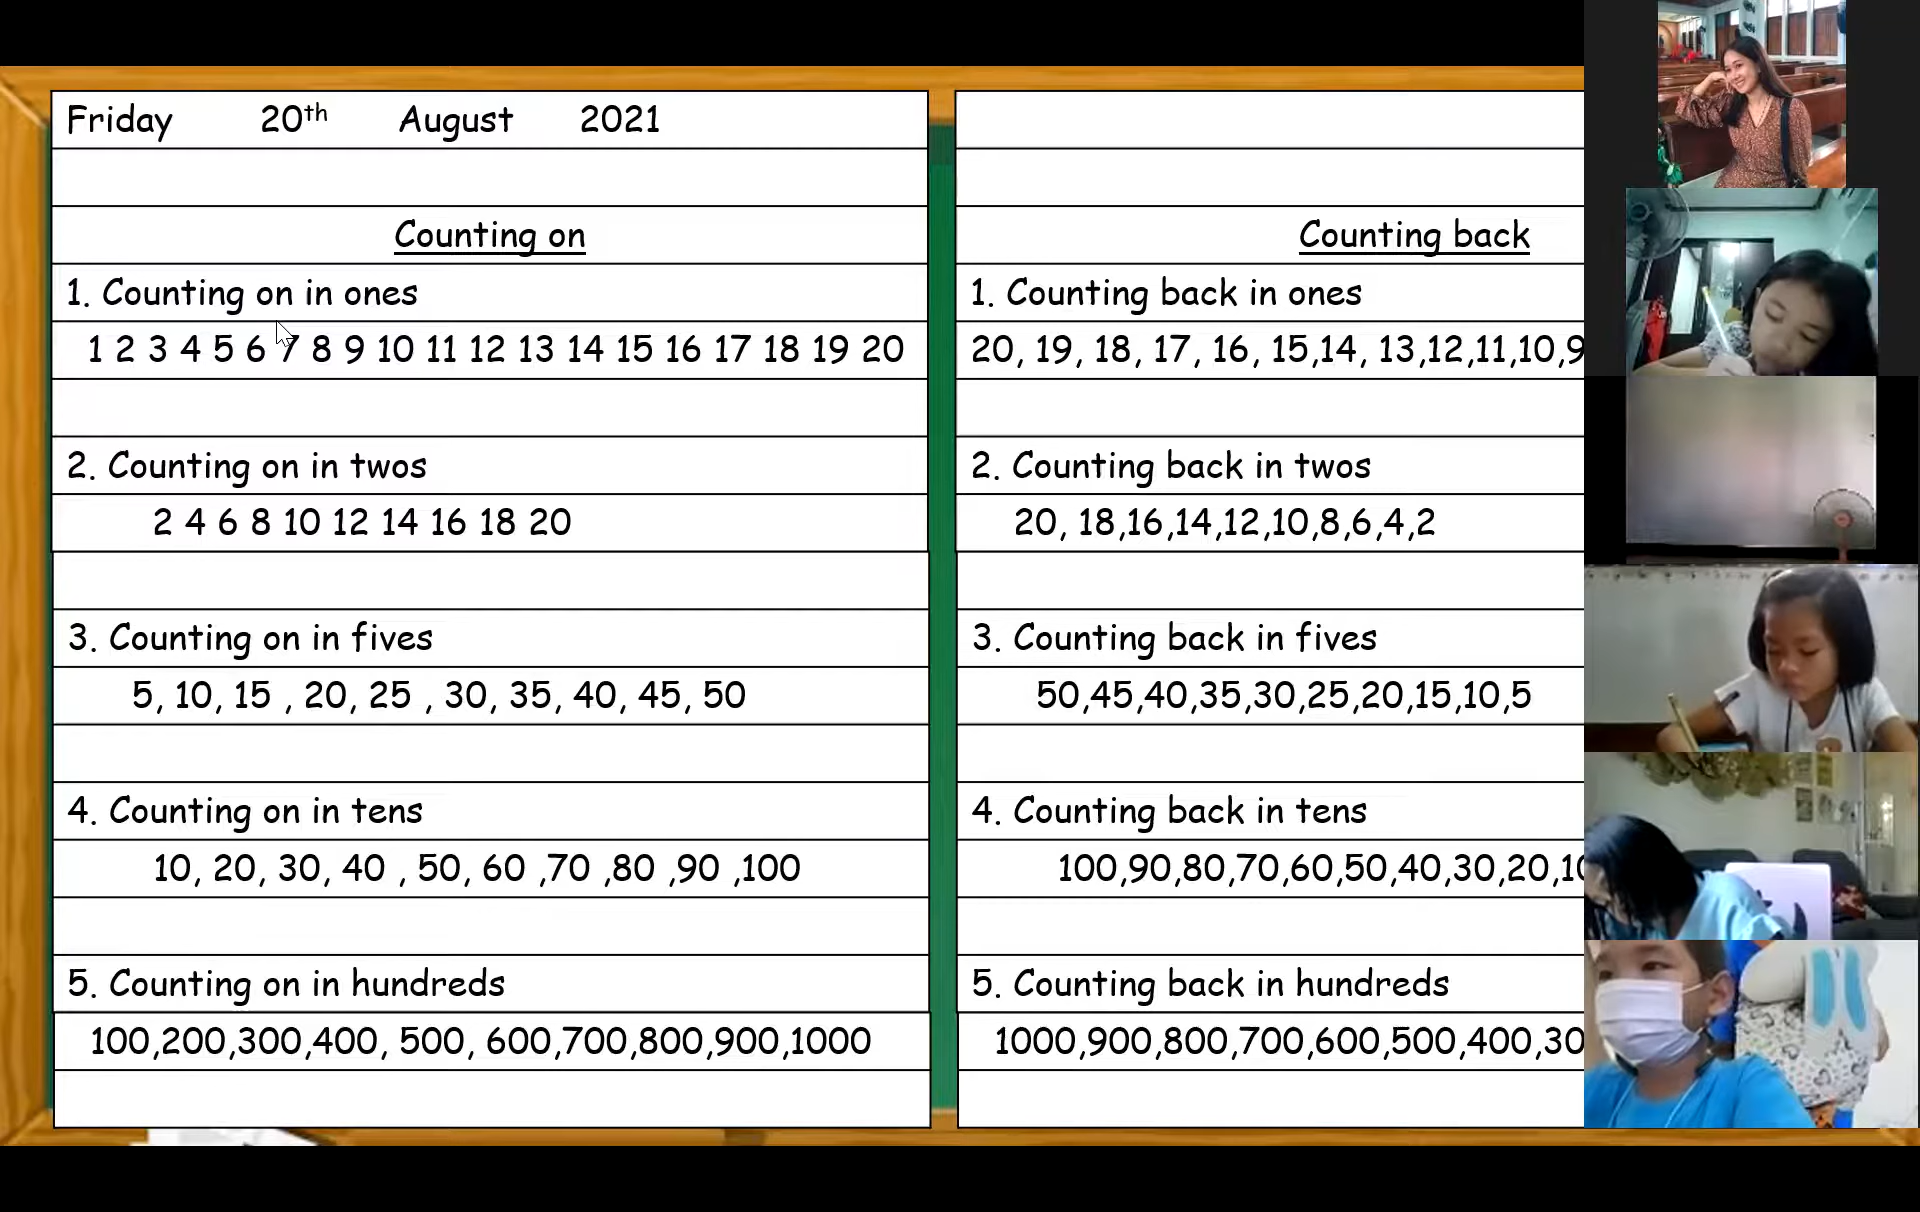 Friday 20th August 2021
Counting on
1. Counting on in ones
1 2 3 4 5 6 7 8 9 10 11 12 13 14 15 16 17 18 19 20
2. Counting on in twos
2 4 6 8 10 12 14 16 18 20
3. Counting on in fives
5, 10, 15 , 20, 25 , 30, 35, 40, 45, 50
4. Counting on in tens
10, 20, 30, 40 , 50, 60 ,70 ,80 ,90 ,100
5. Counting on in hundreds
100,200,300,400, 500, 600,700,800,900,1000
Counting back
1. Counting back in ones
20, 19, 18, 17, 16, 15,14, 13,12,11,10,9
2. Counting back in twos
20, 18,16,14,12,10,8,6,4,2
3. Counting back in fives
50,45,40,35,30,25,20,15,10,5
4. Counting back in tens
100,90,80,70,60,50,40,30,20,10
5. Counting back in hundreds
1000,900,800,700,600,500,400,30